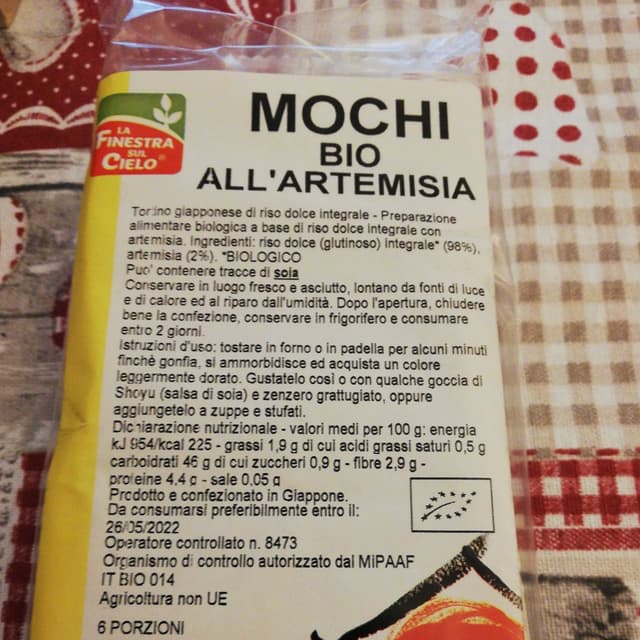 LA
FINESTRA
SUL
CIELO®
MOCHI
BIO
ALL'ARTEMISIA
Tortino giapponese di riso dolce integrale - Preparazione
alimentare biologica a base di riso dolce integrale con
artemisia. Ingredienti: riso dolce (glutinoso) integrale* (98%),
artemisia (2%). *BIOLOGICO
Puo' contenere tracce di soia
Conservare in luogo fresco e asciutto, lontano da fonti di luce
e di calore ed al riparo dall'umidità. Dopo l'apertura, chiudere
bene la confezione, conservare in frigorifero e consumare
entro 2 giorni.
Istruzioni d'uso: tostare in forno o in padella per alcuni minuti
finchè gonfia, si ammorbidisce ed acquista un colore
leggermente dorato. Gustatelo così o con qualche goccia di
Shoyu (salsa di soia) e zenzero grattugiato, oppure
aggiungetelo a zuppe e stufati.
Dichiarazione nutrizionale - valori medi per 100 g: energia
kJ 954/kcal 225 - grassi 1,9 g di cui acidi grassi saturi 0,5 g
carboidrati 46 g di cui zuccheri 0,9 g - fibre 2,9 g -
proteine 4,4 g - sale 0,05 g
Prodotto e confezionato in Giappone.
Da consumarsi preferibilmente entro il:
26/05/2022
Operatore controllato n. 8473
Organismo di controllo autorizzato dal MiPAAF
IT BIO 014
Agricoltura non UE
6 PORZIONI